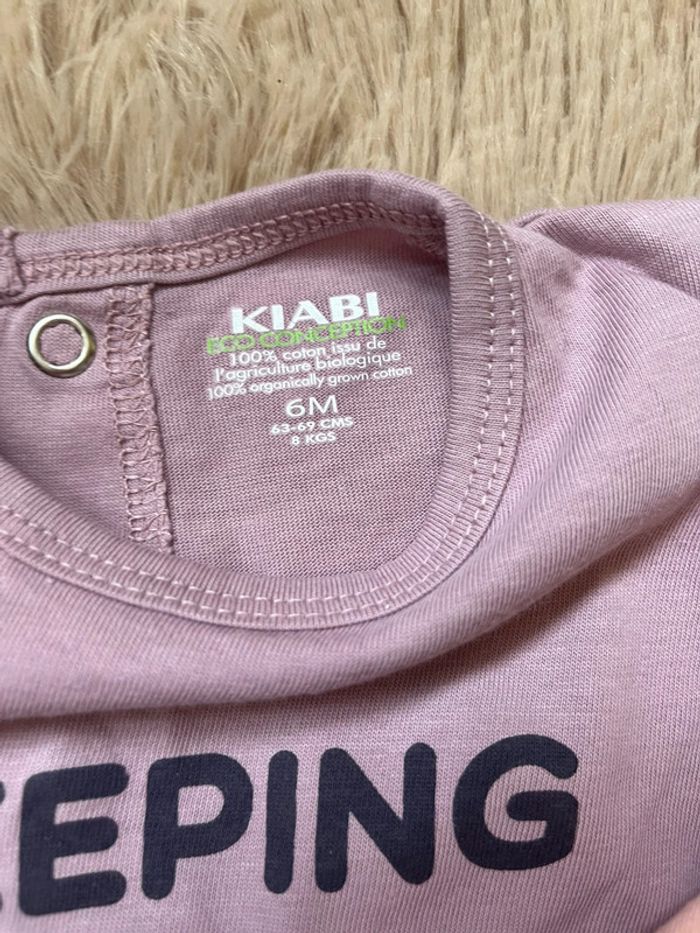 KIABI
ECO CONCEPTION
100% coton issu de
l'agriculture biologique
100% organically grown cotton
6M
63-69 CMS
8 KGS
EEPING